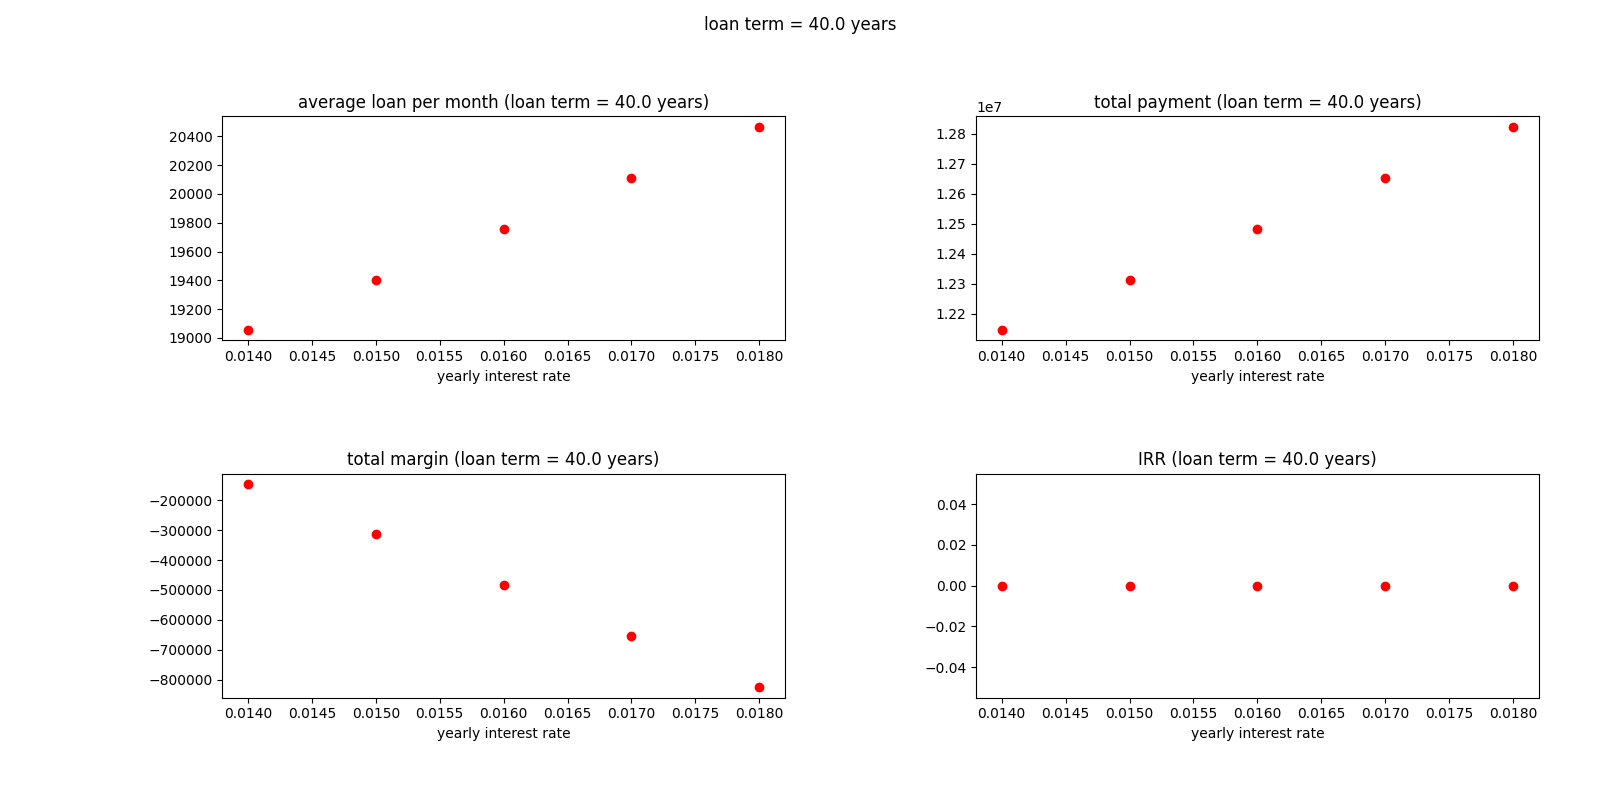 loan term = 40.0 years
average loan per month (loan term = 40.0 years)
20400
20200
20000
19800
19600
19400
19200
19000
0.0140 0.0145 0.0150 0.0155 0.0160 0.0165 0.0170 0.0175 0.0180
yearly interest rate
total payment (loan term = 40.0 years)
1e7
1.28
1.27
1.26
1.25
1.24
1.23
1.22
0.0140 0.0145 0.0150 0.0155 0.0160 0.0165 0.0170 0.0175 0.0180
yearly interest rate
total margin (loan term = 40.0 years)
−200000
−300000
−400000
−500000
−600000
−700000
−800000
0.0140 0.0145 0.0150 0.0155 0.0160 0.0165 0.0170 0.0175 0.0180
yearly interest rate
IRR (loan term = 40.0 years)
0.04
0.02
0.00
−0.02
−0.04
0.0140 0.0145 0.0150 0.0155 0.0160 0.0165 0.0170 0.0175 0.0180
yearly interest rate